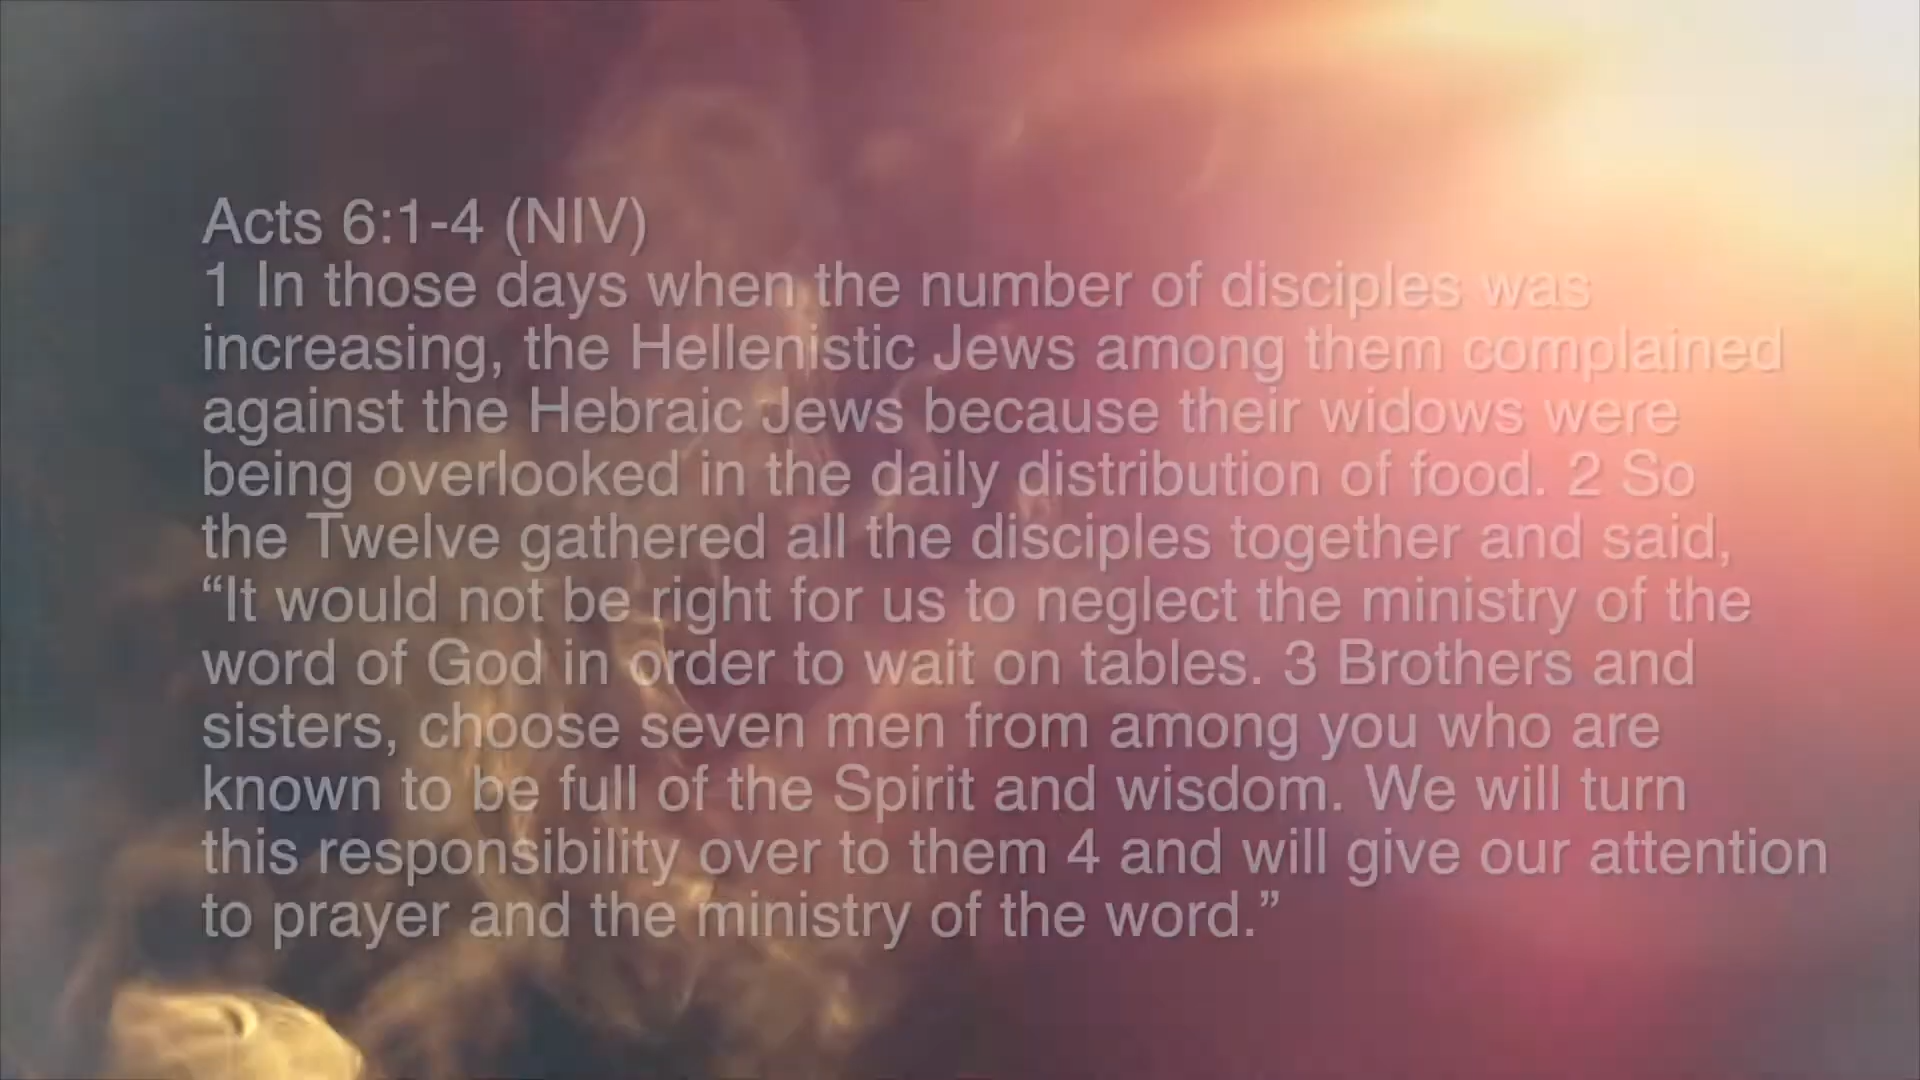 Acts 6:1-4 (NIV)
1 In those days when the number of disciples was
increasing, the Hellenistic Jews among them complained
against the Hebraic Jews because their widows were
being overlooked in the daily distribution of food. 2 So
the Twelve gathered all the disciples together and said,
“It would not be right for us to neglect the ministry of the
word of God in order to wait on tables. 3 Brothers and
sisters, choose seven men from among you who are
known to be full of the Spirit and wisdom. We will turn
this responsibility over to them 4 and will give our attention
to prayer and the ministry of the word.”